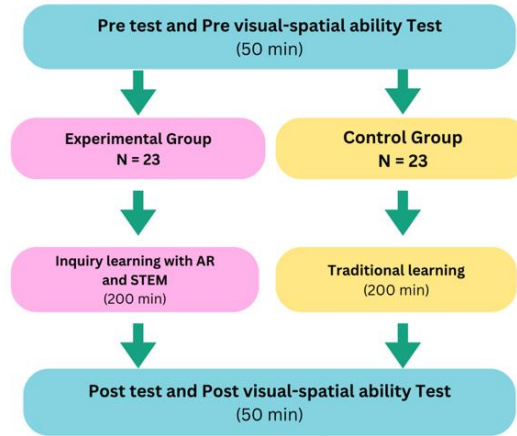 Pre test and Pre visual-spatial ability Test
(50 min)
Experimental Group
N = 23
Control Group
N = 23
Inquiry learning with AR
and STEM
(200 min)
Traditional learning
(200 min)
Post test and Post visual-spatial ability Test
(50 min)